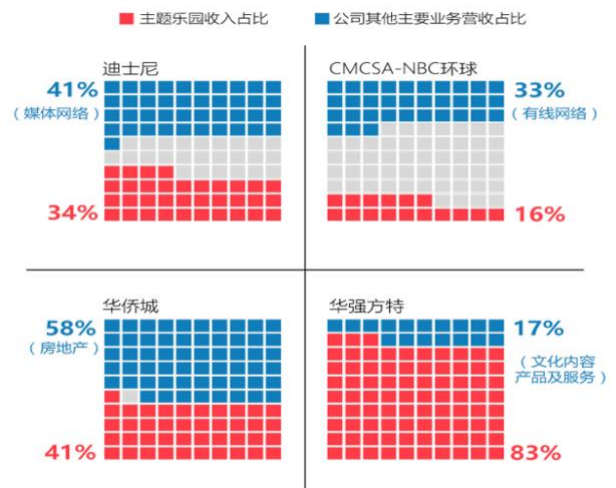 主题乐园收入占比 公司其他主要业务营收占比
迪士尼
41%
（媒体网络）
34%
CMCSA-NBC环球
33%
（有线网络）
16%
华侨城
58%
（房地产）
41%
华强方特
17%
（文化内容
产品及服务）
83%